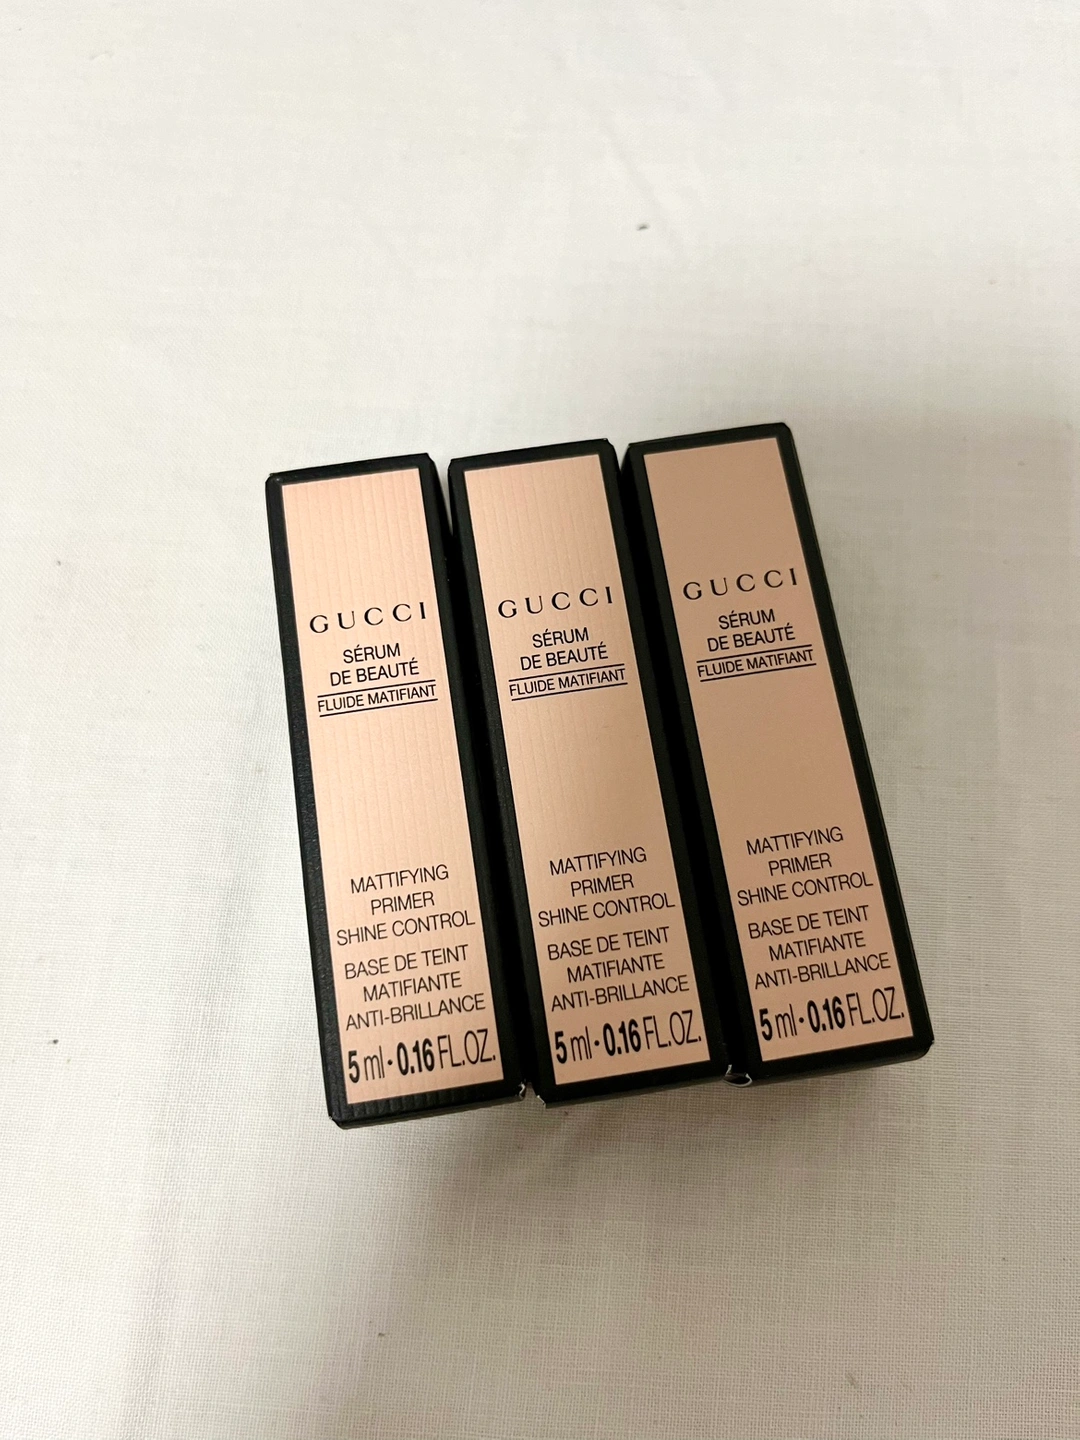 GUCCI
SÉRUM
DE BEAUTÉ
FLUIDE MATIFIANT
MATTIFYING
PRIMER
SHINE CONTROL
BASE DE TEINT
MATIFIANTE
ANTI-BRILLANCE
5 ml · 0.16 FL.OZ.
GUCCI
SÉRUM
DE BEAUTÉ
FLUIDE MATIFIANT
MATTIFYING
PRIMER
SHINE CONTROL
BASE DE TEINT
MATIFIANTE
ANTI-BRILLANCE
5 ml · 0.16 FL.OZ.
GUCCI
SÉRUM
DE BEAUTÉ
FLUIDE MATIFIANT
MATTIFYING
PRIMER
SHINE CONTROL
BASE DE TEINT
MATIFIANTE
ANTI-BRILLANCE
5 ml · 0.16 FL.OZ.